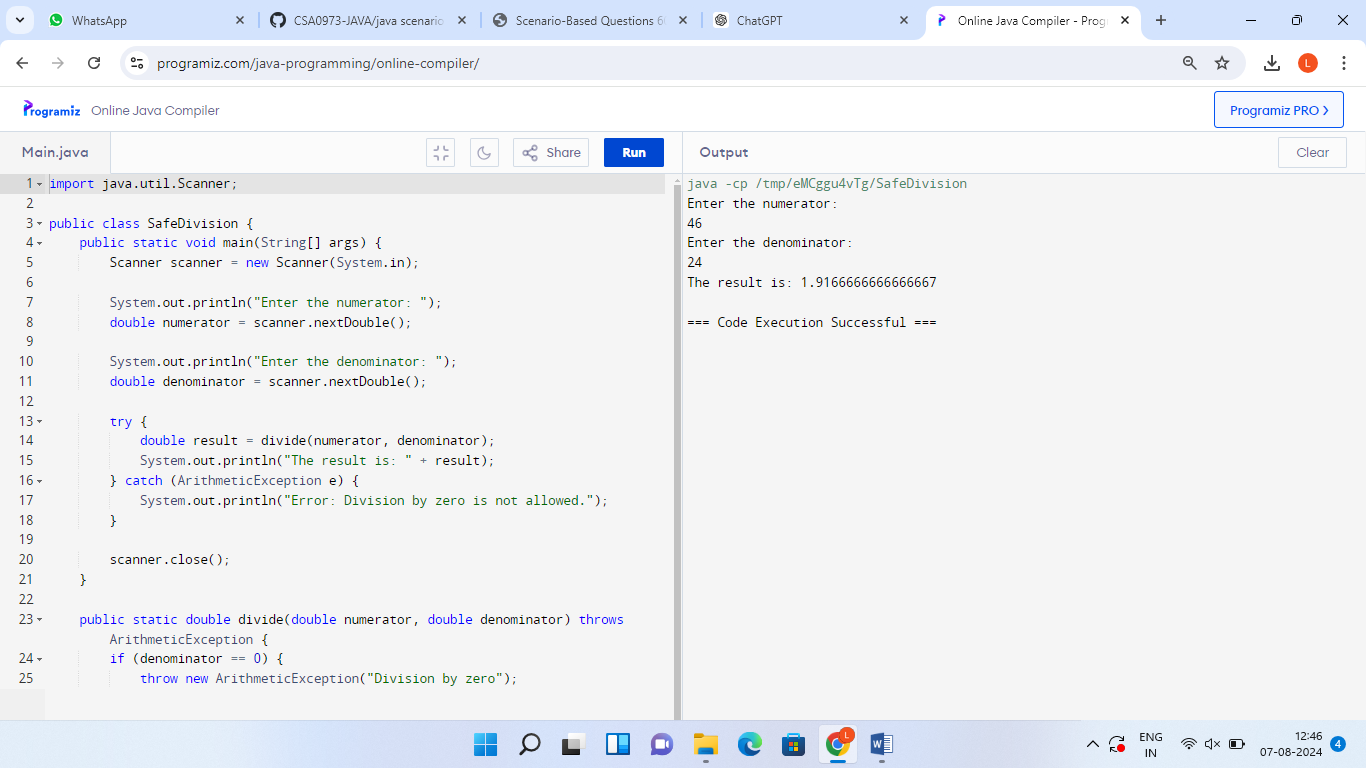 WhatsApp
CSA0973-JAVA/java scenario
Scenario-Based Questions 6
ChatGPT
Online Java Compiler - Prog
programiz.com/java-programming/online-compiler/
L
Programiz Online Java Compiler
Programiz PRO >
Main.java
Share
Run
Output
Clear
1 import java.util.Scanner;
2
3 public class SafeDivision {
4 public static void main(String[] args) {
5 Scanner scanner = new Scanner(System.in);
6
7 System.out.println("Enter the numerator: ");
8 double numerator = scanner.nextDouble();
9
10 System.out.println("Enter the denominator: ");
11 double denominator = scanner.nextDouble();
12
13 try {
14 double result = divide(numerator, denominator);
15 System.out.println("The result is: " + result);
16 } catch (ArithmeticException e) {
17 System.out.println("Error: Division by zero is not allowed.");
18 }
19
20 scanner.close();
21 }
22
23 public static double divide(double numerator, double denominator) throws
ArithmeticException {
24 if (denominator == 0) {
25 throw new ArithmeticException("Division by zero");
java -cp /tmp/eMCggu4vTg/SafeDivision
Enter the numerator:
46
Enter the denominator:
24
The result is: 1.9166666666666667
=== Code Execution Successful ===
L
ENG
IN
12:46
07-08-2024
4